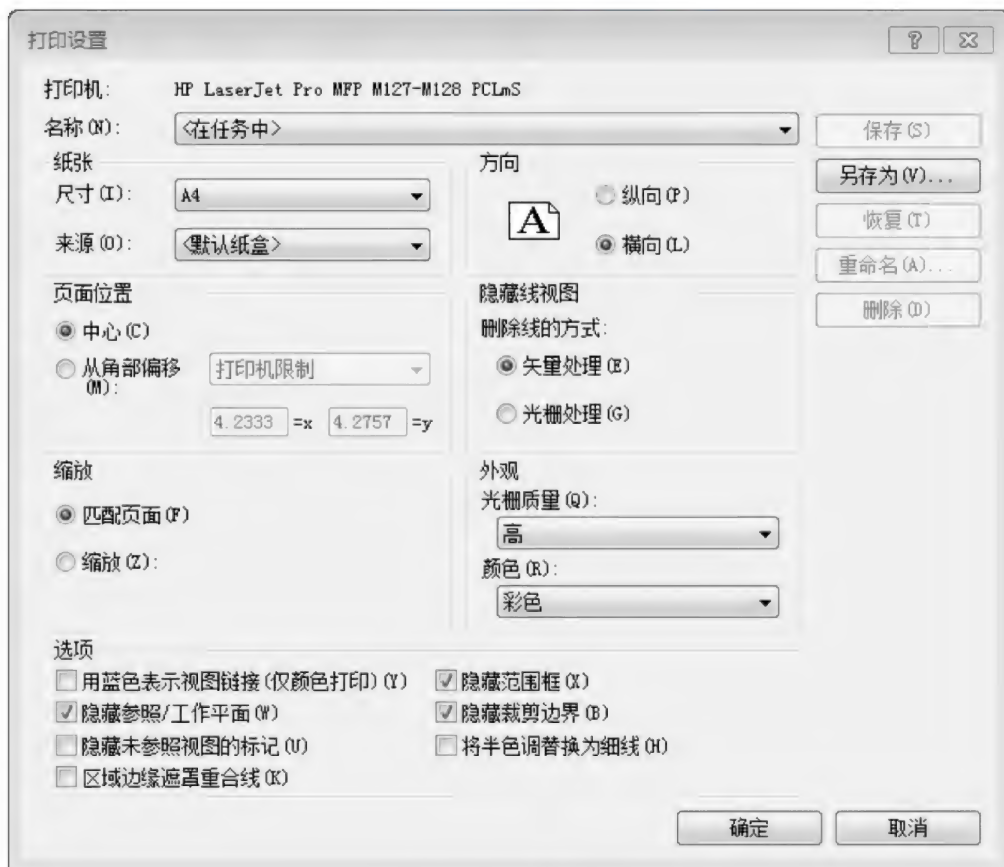 打印设置
打印机: HP LaserJet Pro MFP M127-M128 PCLmS
名称(N): <在任务中>
保存(S)
纸张
尺寸(I): A4
来源(O): <默认纸盒>
方向
A
纵向(P)
横向(L)
另存为(V)...
恢复(T)
重命名(A)...
删除(D)
页面位置
中心(C)
从角部偏移(M): 打印机限制
4.2333 =x 4.2757 =y
隐藏线视图
删除线的方式:
矢量处理(E)
光栅处理(G)
缩放
匹配页面(F)
缩放(Z):
外观
光栅质量(Q):
高
颜色(R):
彩色
选项
用蓝色表示视图链接(仅颜色打印)(Y)
隐藏参照/工作平面(W)
隐藏未参照视图的标记(U)
区域边缘遮罩重合线(K)
隐藏范围框(X)
隐藏裁剪边界(B)
将半色调替换为细线(H)
确定
取消